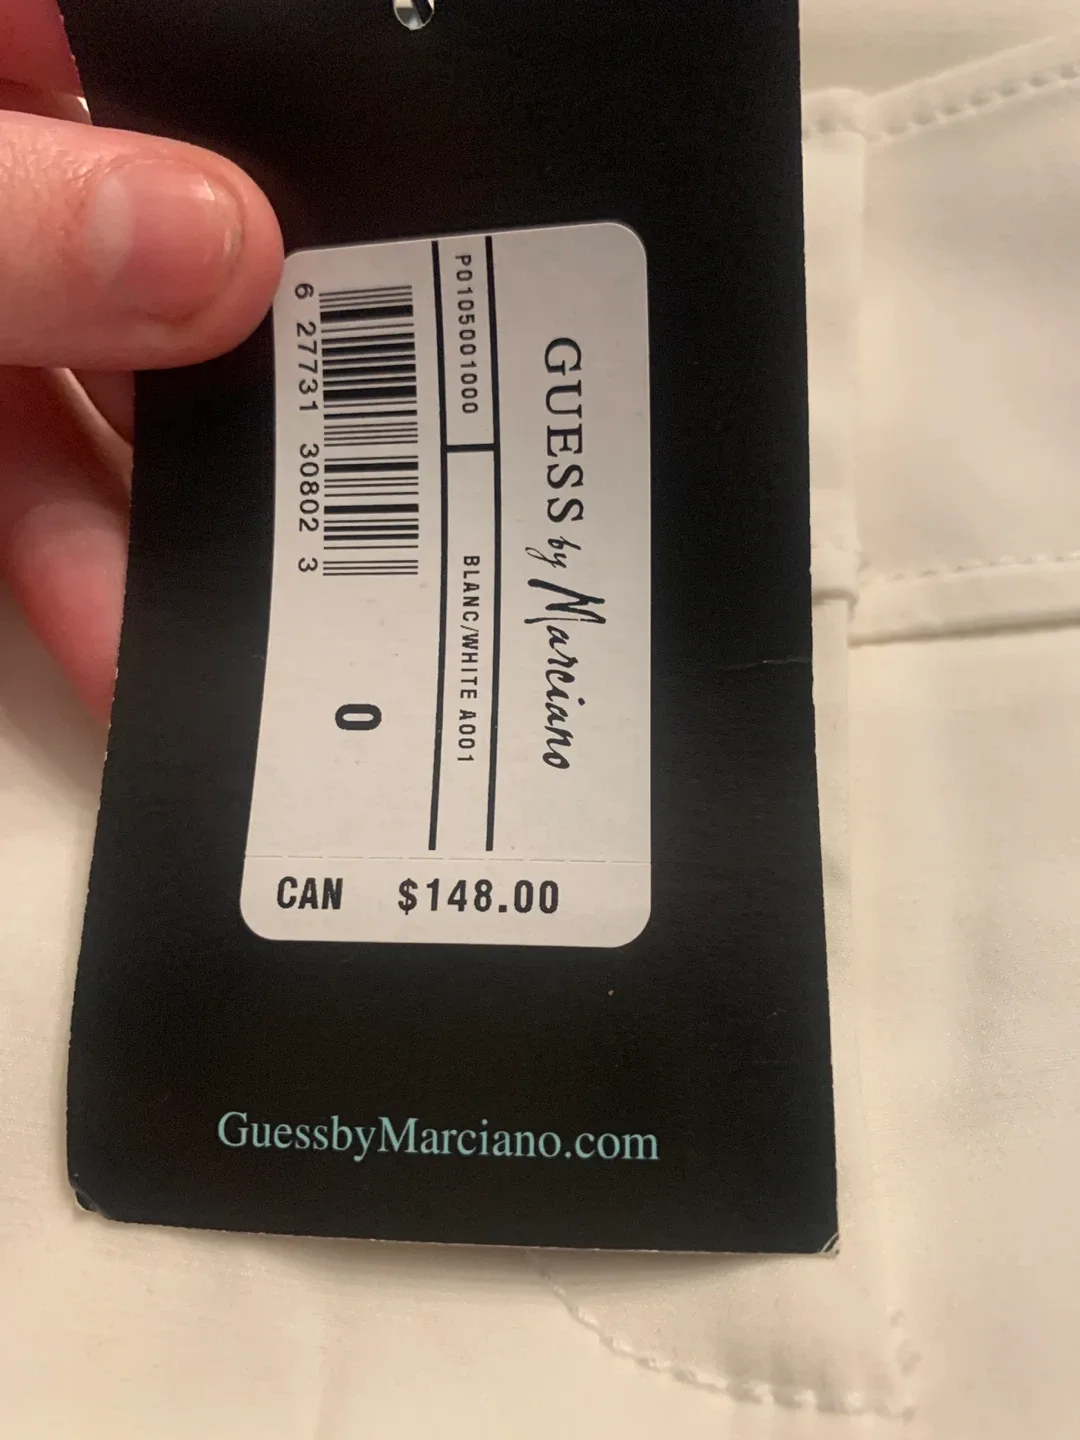 GUESS by Marciano
P0105001000
BLANC/WHITE A001
6 27731 30802 3
0
CAN $148.00
GuessbyMarciano.com